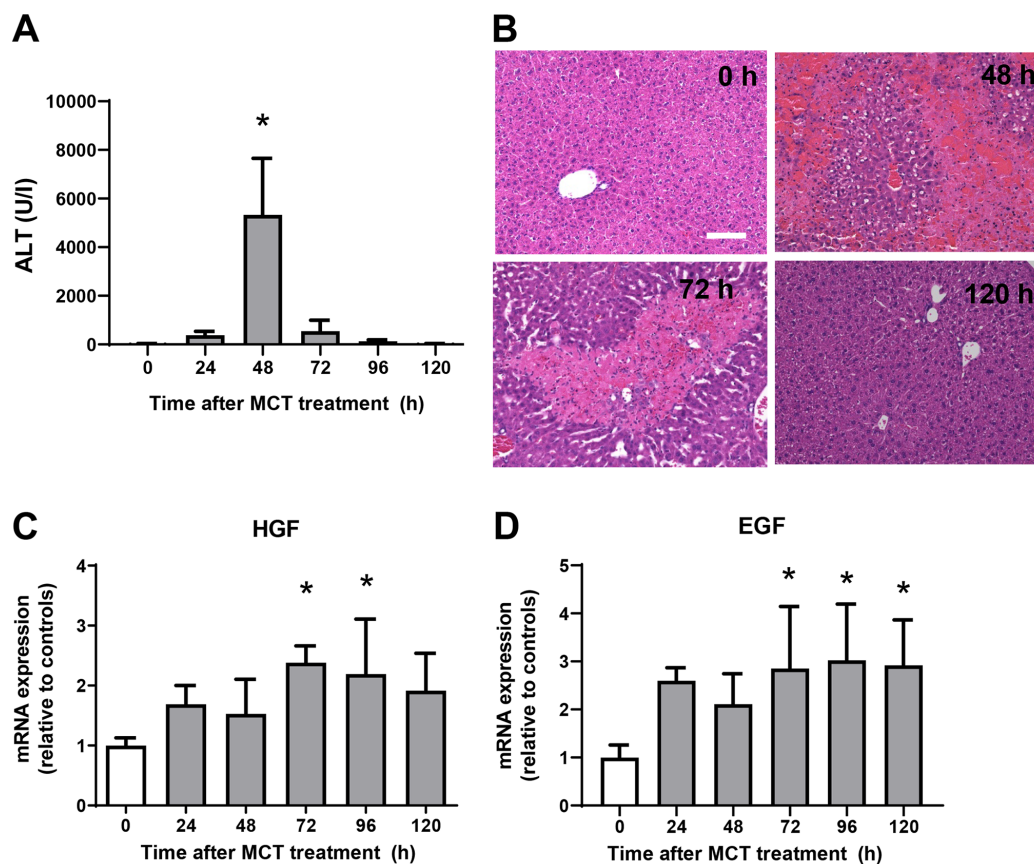 A
10000
8000
6000
4000
2000
0
ALT (U/l)
*
0 24 48 72 96 120
Time after MCT treatment (h)
B
0 h
48 h
72 h
120 h
C
HGF
4
3
2
1
0
mRNA expression
(relative to controls)
* *
0 24 48 72 96 120
Time after MCT treatment (h)
D
EGF
5
4
3
2
1
0
mRNA expression
(relative to controls)
* * *
0 24 48 72 96 120
Time after MCT treatment (h)